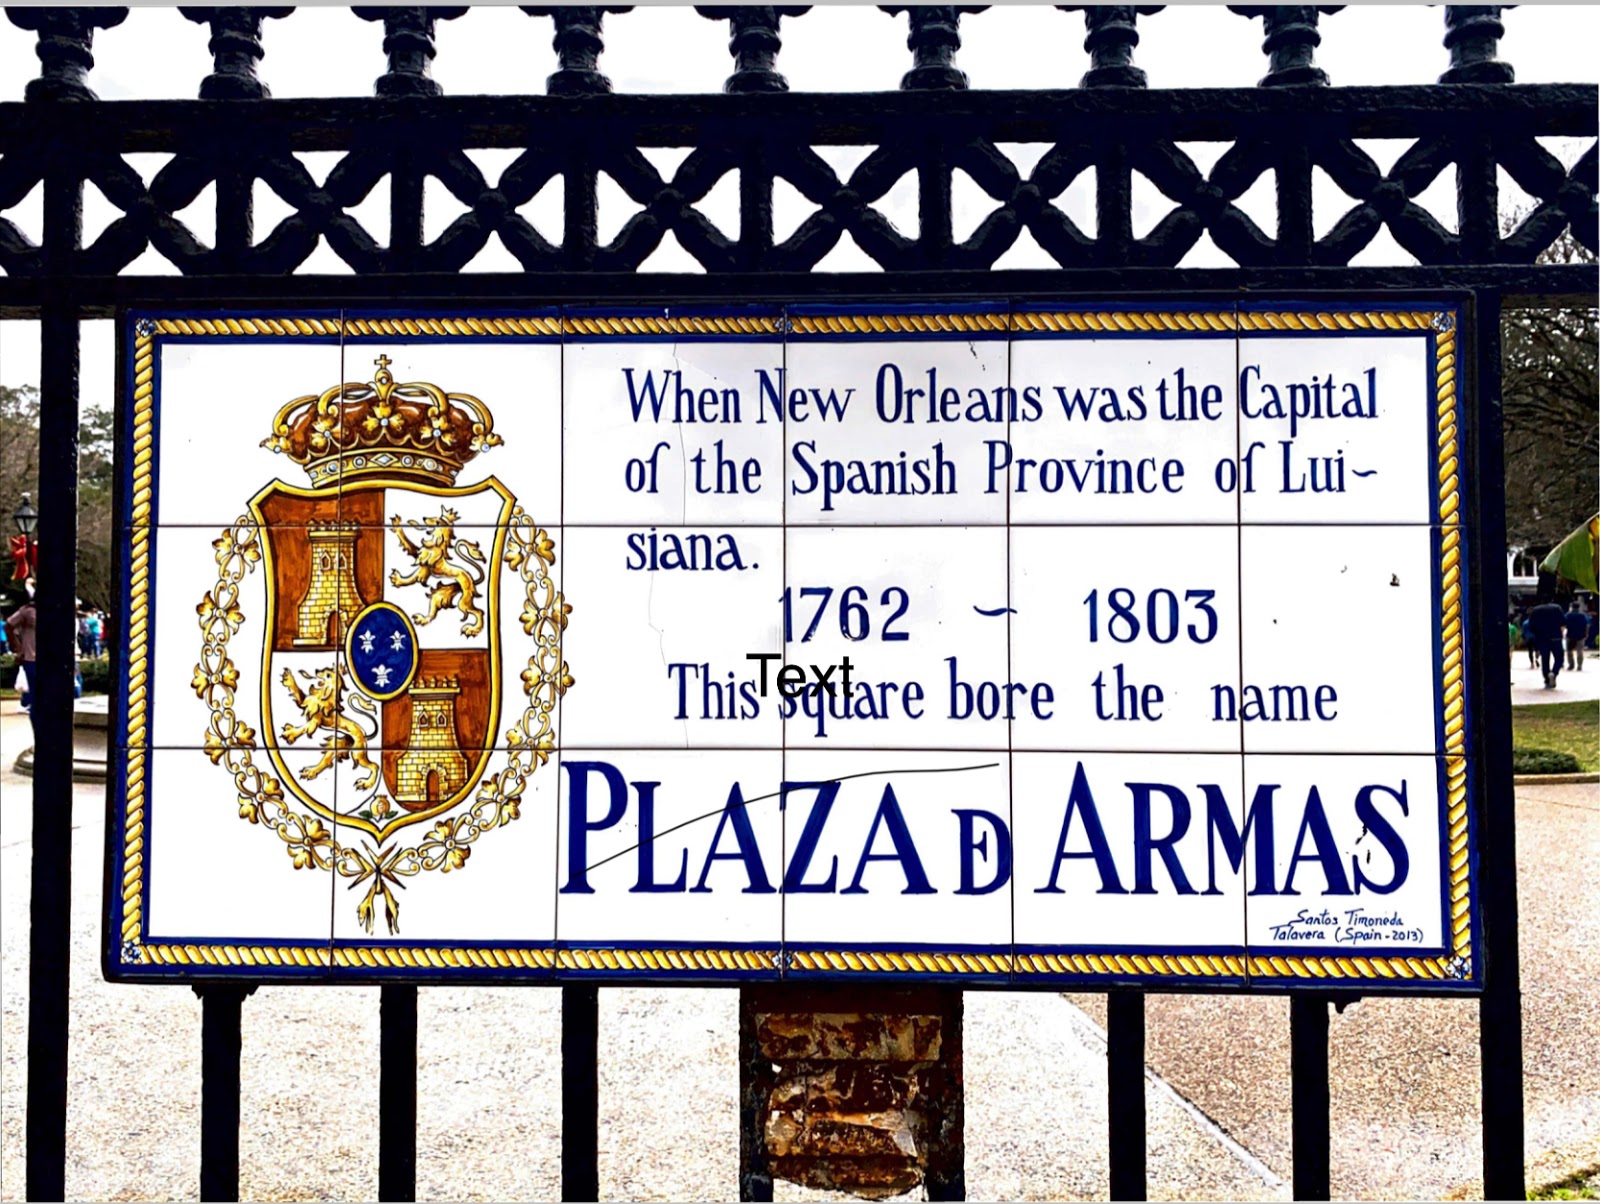 When New Orleans was the Capital
of the Spanish Province of Lui~
siana.
1762 ~ 1803
Text
This square bore the name
PLAZA DE ARMAS
Santos Timoneda
Talavera (Spain-2013)